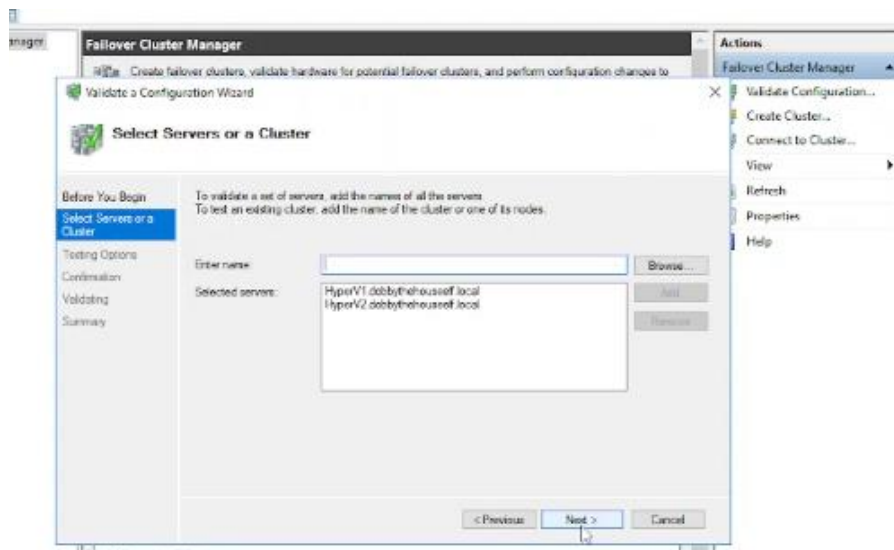 anager
Failover Cluster Manager
Create failover clusters, validate hardware for potential failover clusters, and perform configuration changes to
Validate a Configuration Wizard
Select Servers or a Cluster
Before You Begin
Select Servers or a
Cluster
Testing Options
Confirmation
Validating
Summary
To validate a set of servers, add the names of all the servers.
To test an existing cluster, add the name of the cluster or one of its nodes.
Enter name:
Browse...
Selected servers:
HyperV1.dobbythehouseelf.local
HyperV2.dobbythehouseelf.local
Add
Remove
< Previous
Next >
Cancel
Actions
Failover Cluster Manager
Validate Configuration...
Create Cluster...
Connect to Cluster...
View
Refresh
Properties
Help